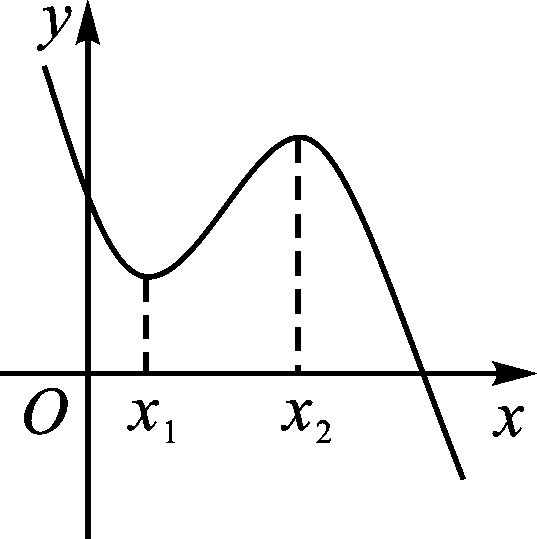 y
O x₁ x₂ x